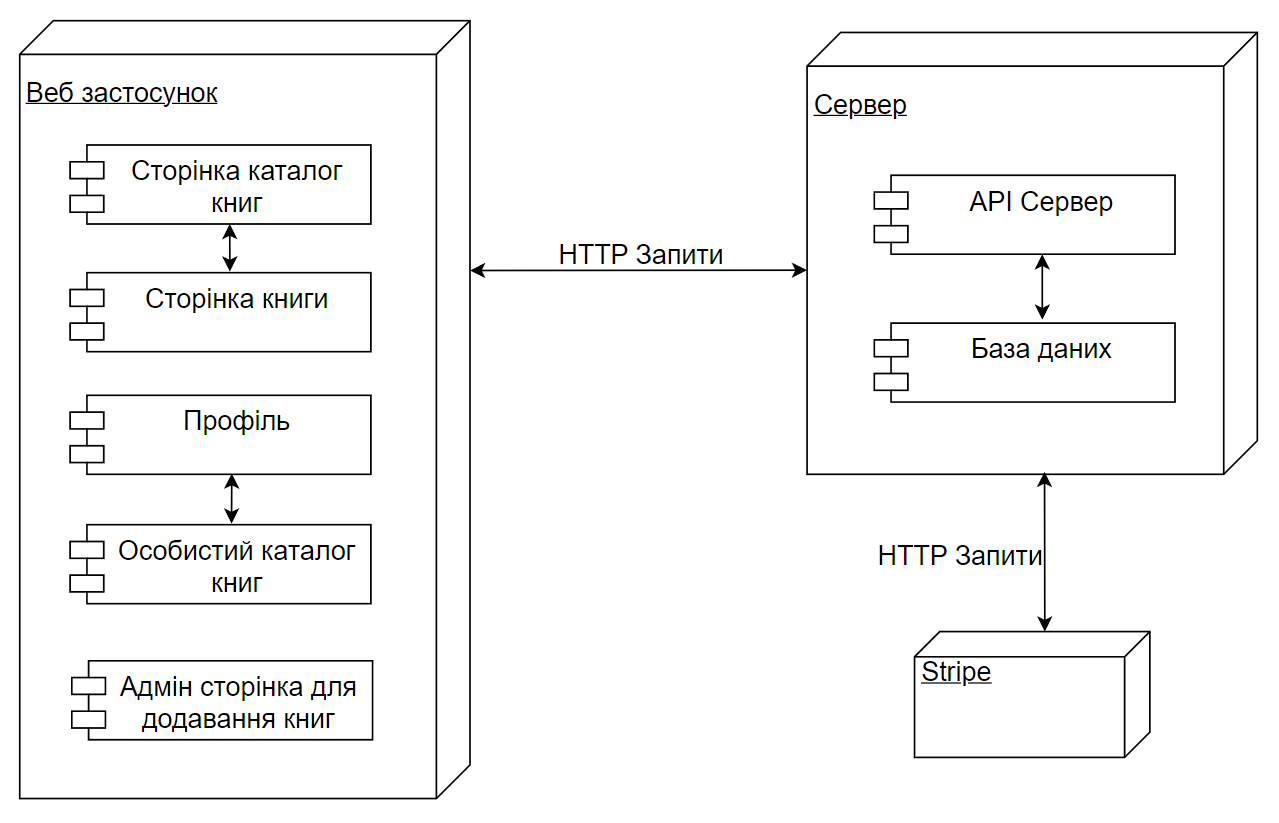 Веб застосунок
Сторінка каталог
книг
Сторінка книги
Профіль
Особистий каталог
книг
Адмін сторінка для
додавання книг
HTTP Запити
Сервер
API Сервер
База даних
HTTP Запити
Stripe